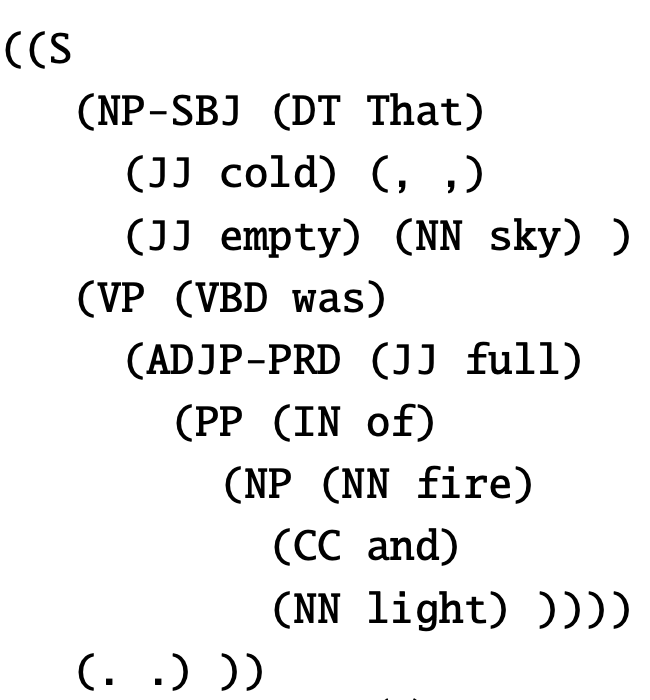 ((S
(NP-SBJ (DT That)
(JJ cold) (, ,)
(JJ empty) (NN sky) )
(VP (VBD was)
(ADJP-PRD (JJ full)
(PP (IN of)
(NP (NN fire)
(CC and)
(NN light) ))))
(. .) ))